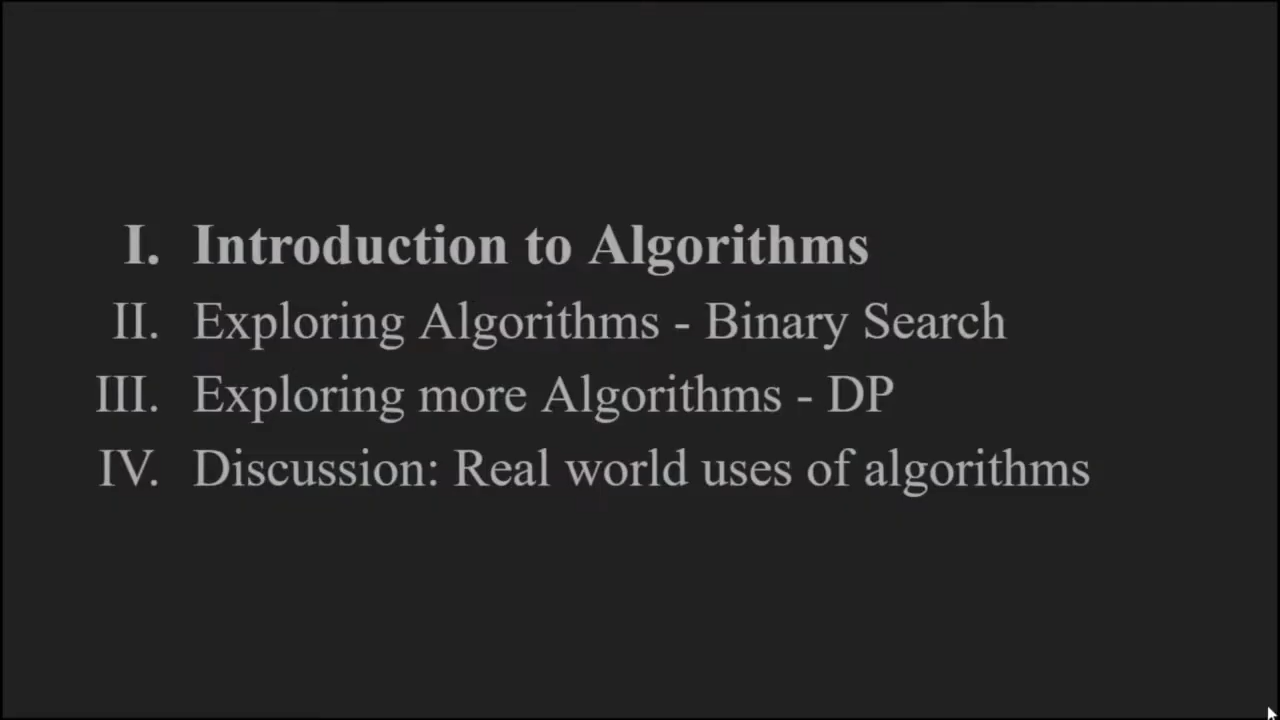 I. Introduction to Algorithms
II. Exploring Algorithms - Binary Search
III. Exploring more Algorithms - DP
IV. Discussion: Real world uses of algorithms